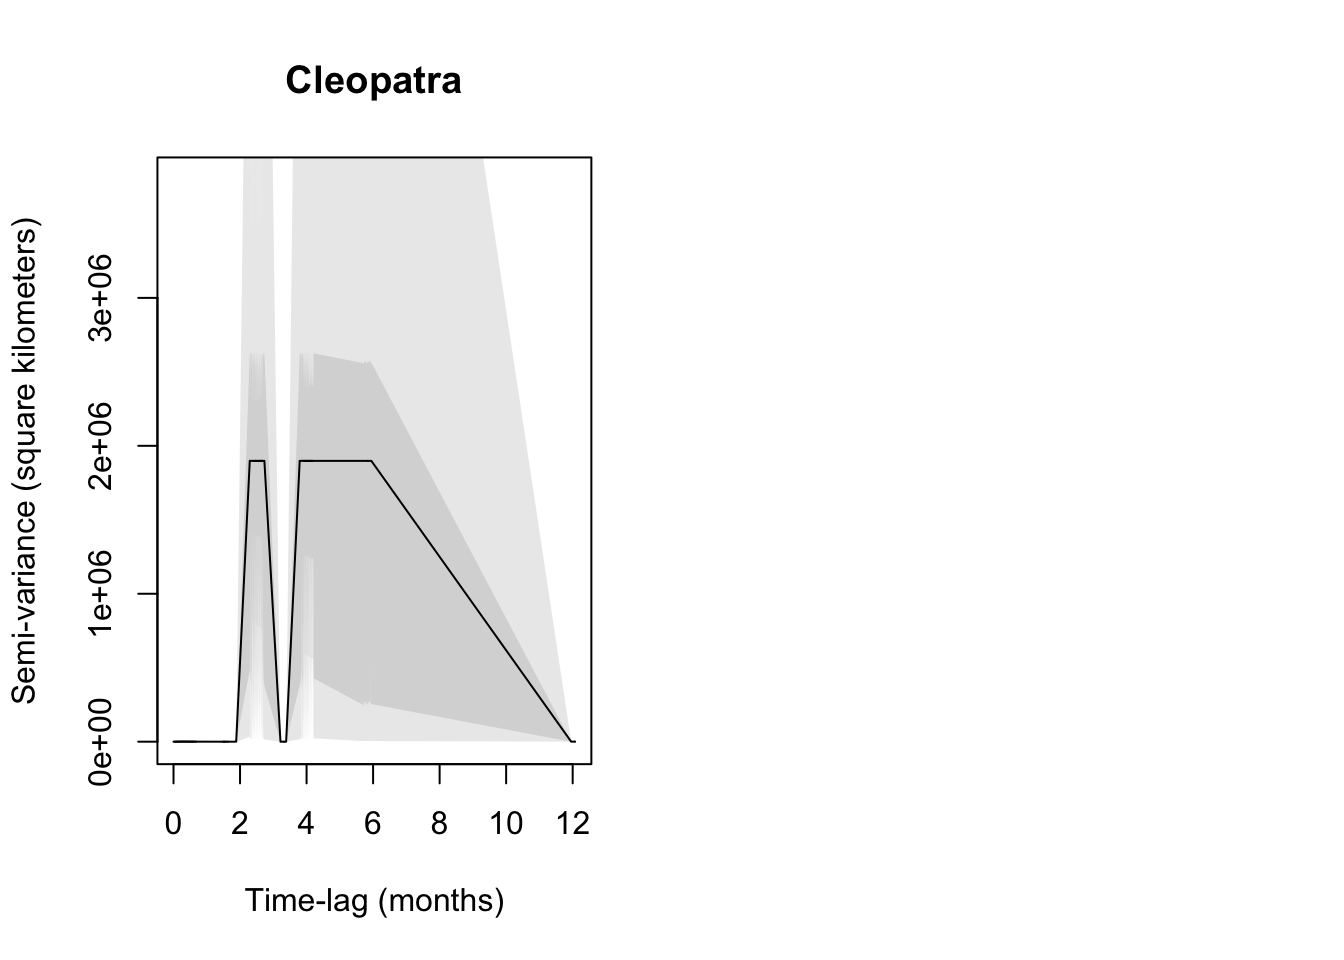 Cleopatra
Semi-variance (square kilometers)
3e+06
2e+06
1e+06
0e+00
0 2 4 6 8 10 12
Time-lag (months)